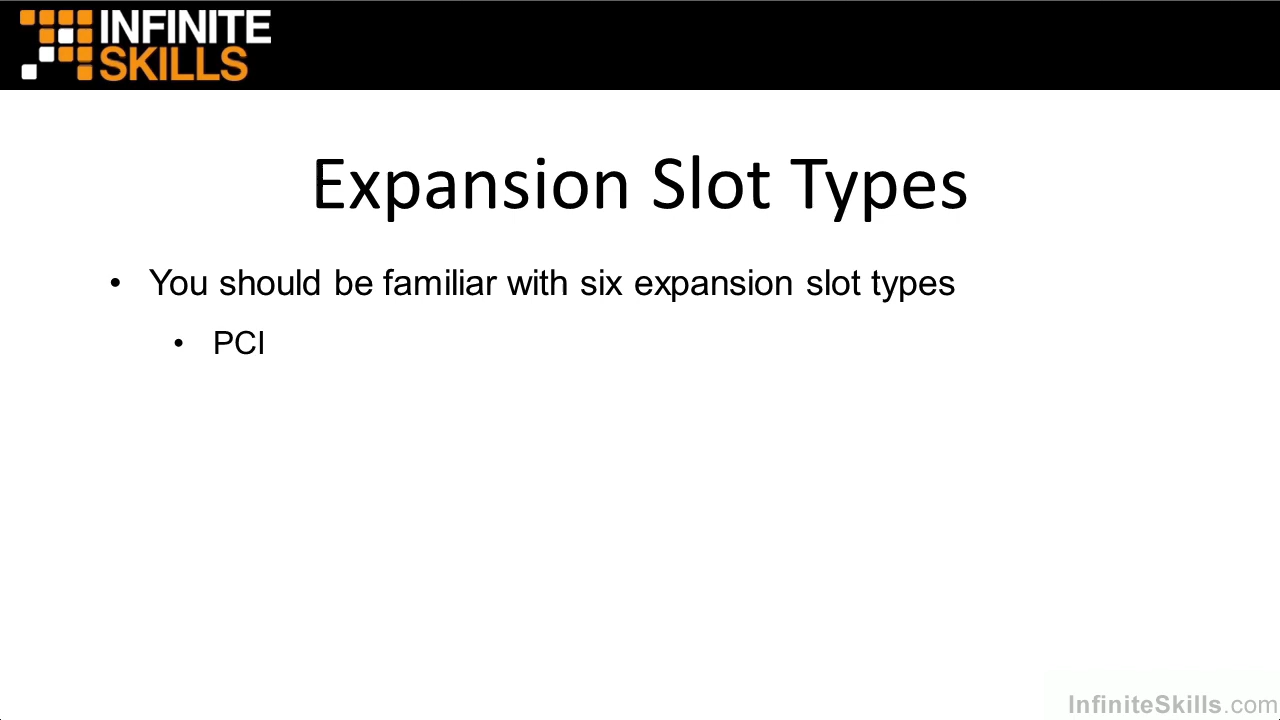 INFINITE
SKILLS
Expansion Slot Types
• You should be familiar with six expansion slot types
• PCI
InfiniteSkills.com